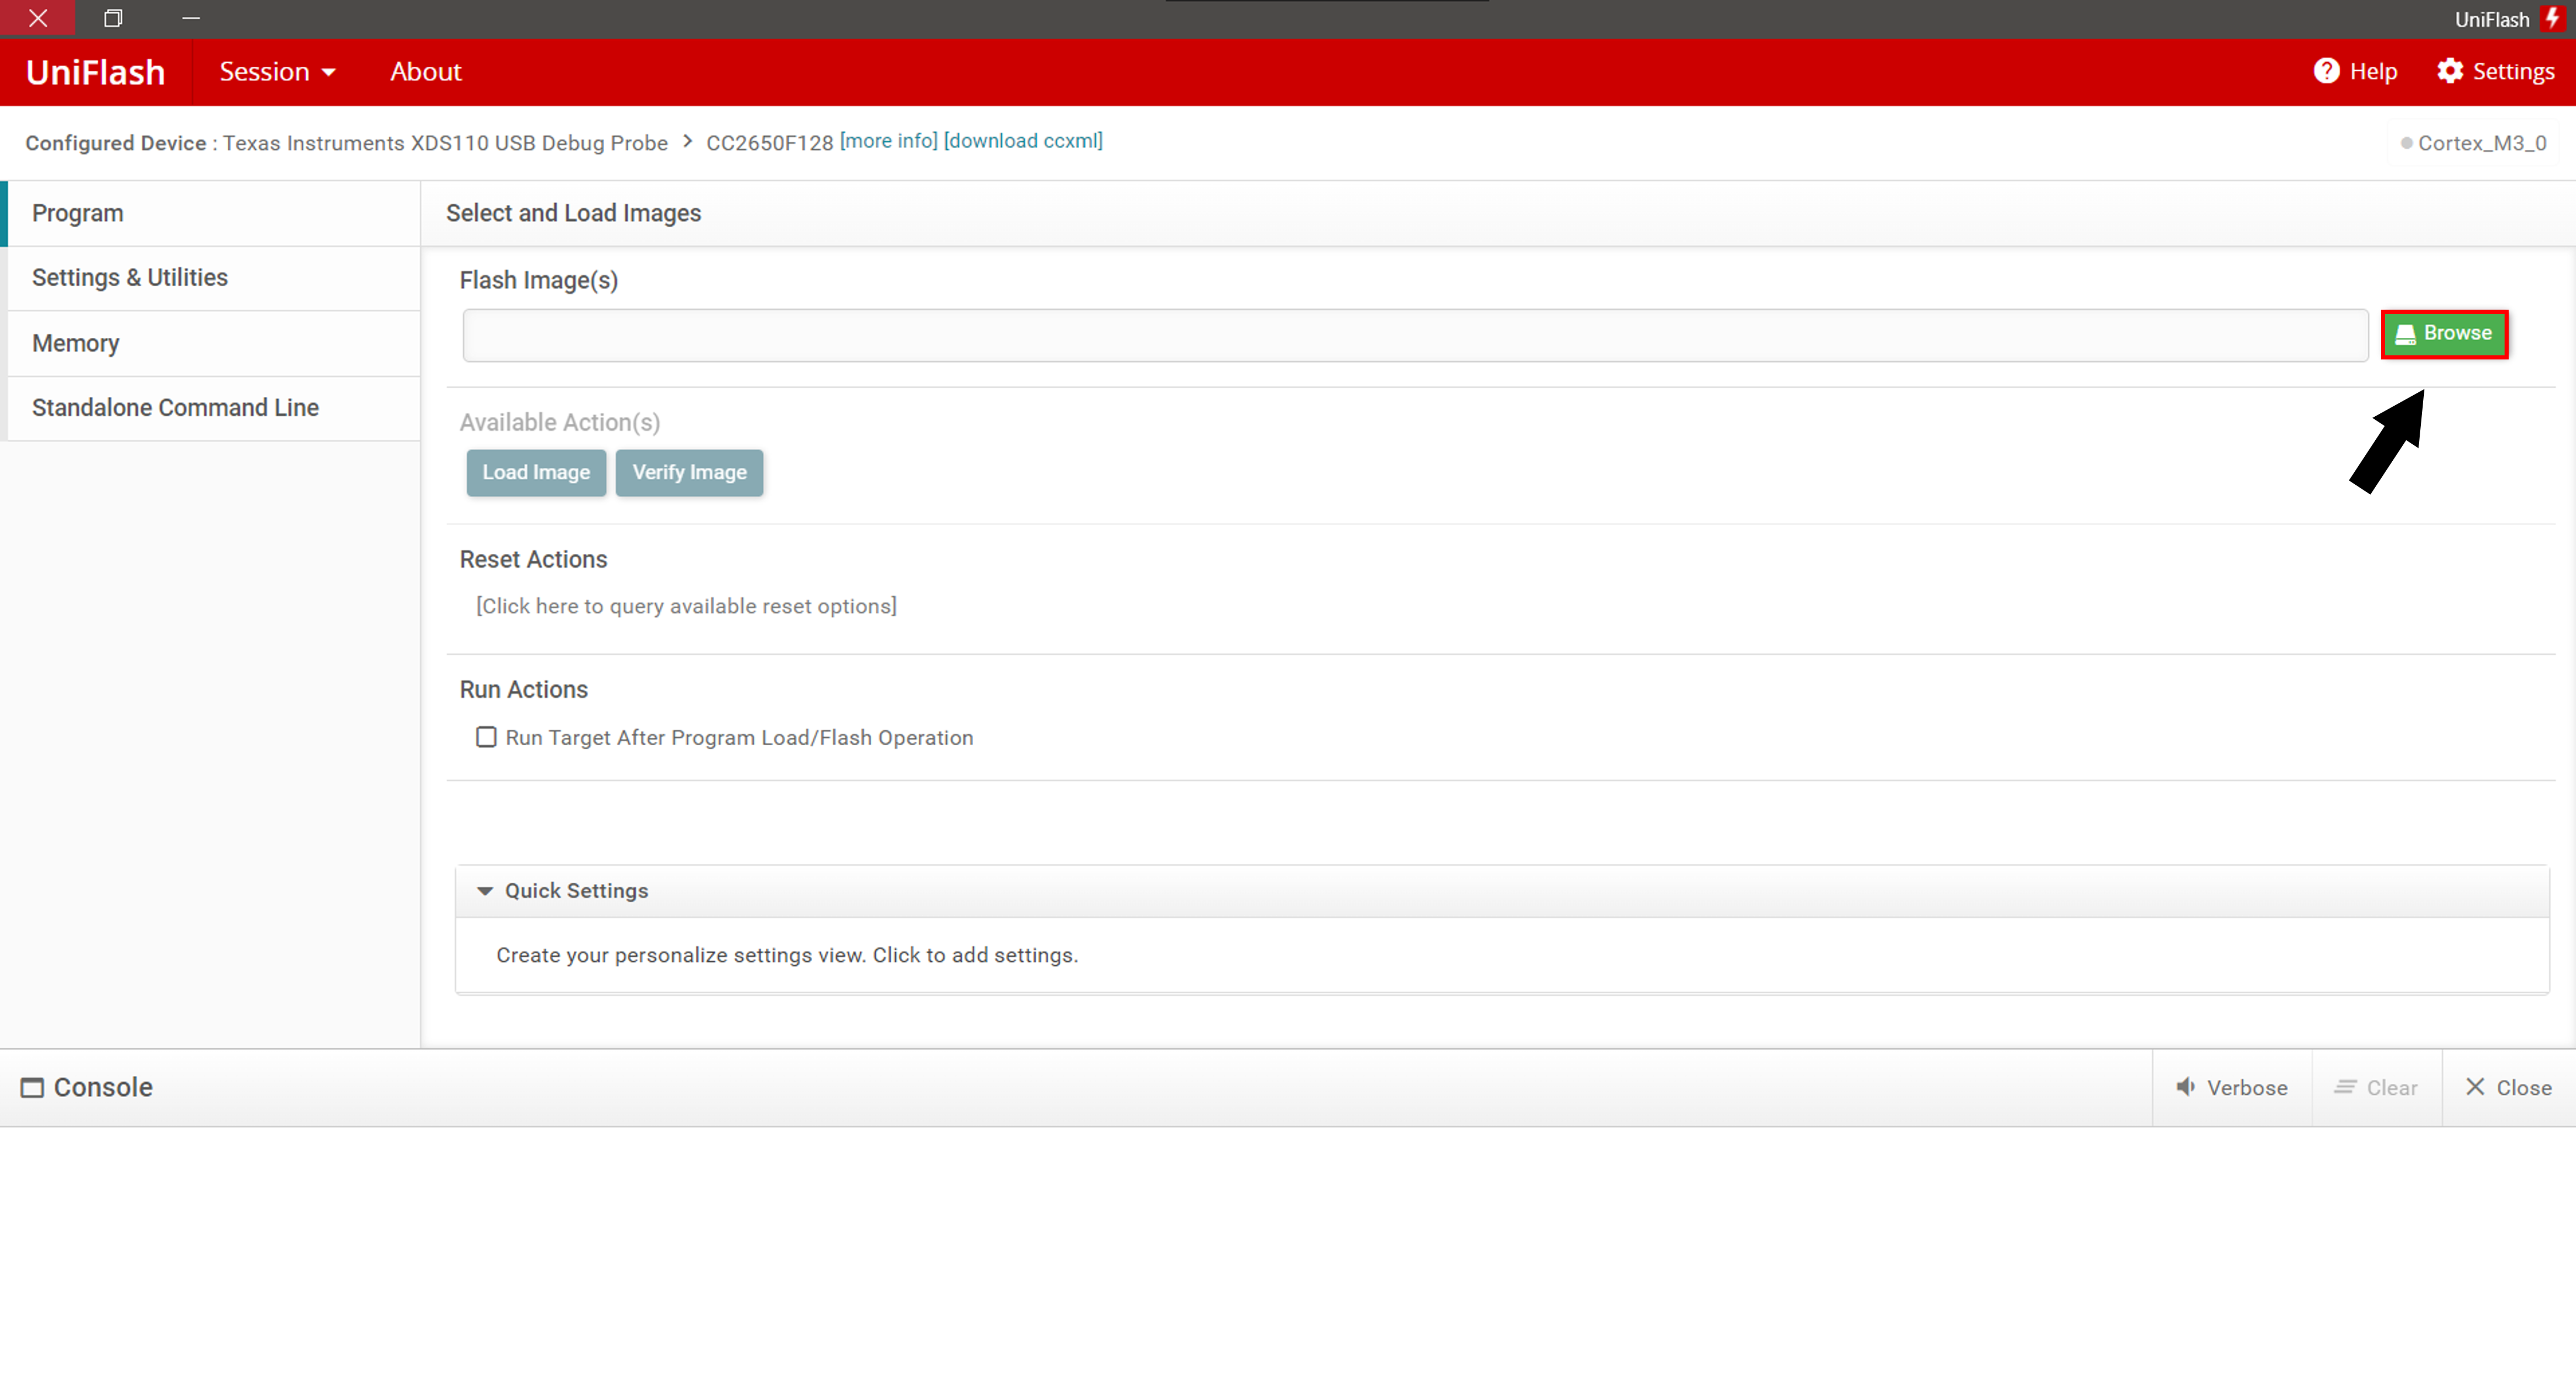 UniFlash
UniFlash Session About Help Settings
Configured Device : Texas Instruments XDS110 USB Debug Probe > CC2650F128 [more info] [download ccxml] Cortex_M3_0
Program
Settings & Utilities
Memory
Standalone Command Line
Select and Load Images
Flash Image(s)
Browse
Available Action(s)
Load Image Verify Image
Reset Actions
[Click here to query available reset options]
Run Actions
Run Target After Program Load/Flash Operation
Quick Settings
Create your personalize settings view. Click to add settings.
Console Verbose Clear Close